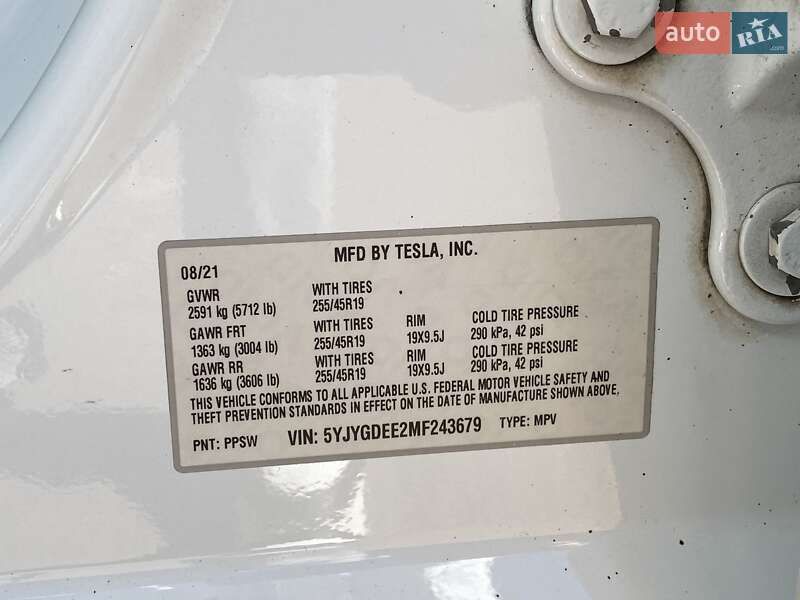 auto RIA
MFD BY TESLA, INC.
08/21
GVWR WITH TIRES
2591 kg (5712 lb) 255/45R19
GAWR FRT WITH TIRES RIM COLD TIRE PRESSURE
1363 kg (3004 lb) 255/45R19 19X9.5J 290 kPa, 42 psi
GAWR RR WITH TIRES RIM COLD TIRE PRESSURE
1636 kg (3606 lb) 255/45R19 19X9.5J 290 kPa, 42 psi
THIS VEHICLE CONFORMS TO ALL APPLICABLE U.S. FEDERAL MOTOR VEHICLE SAFETY AND
THEFT PREVENTION STANDARDS IN EFFECT ON THE DATE OF MANUFACTURE SHOWN ABOVE.
PNT: PPSW VIN: 5YJYGDEE2MF243679 TYPE: MPV